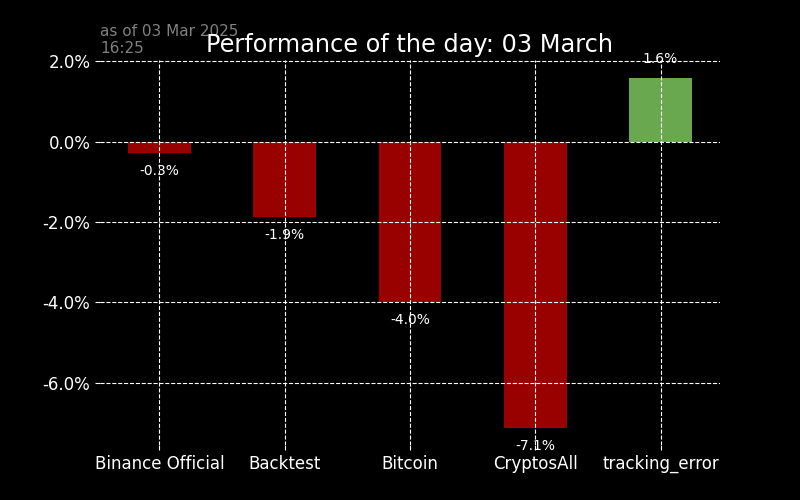 as of 03 Mar 2025
16:25
Performance of the day: 03 March
2.0%
0.0%
-2.0%
-4.0%
-6.0%
-0.3%
-1.9%
-4.0%
-7.1%
1.6%
Binance Official
Backtest
Bitcoin
CryptosAll
tracking_error